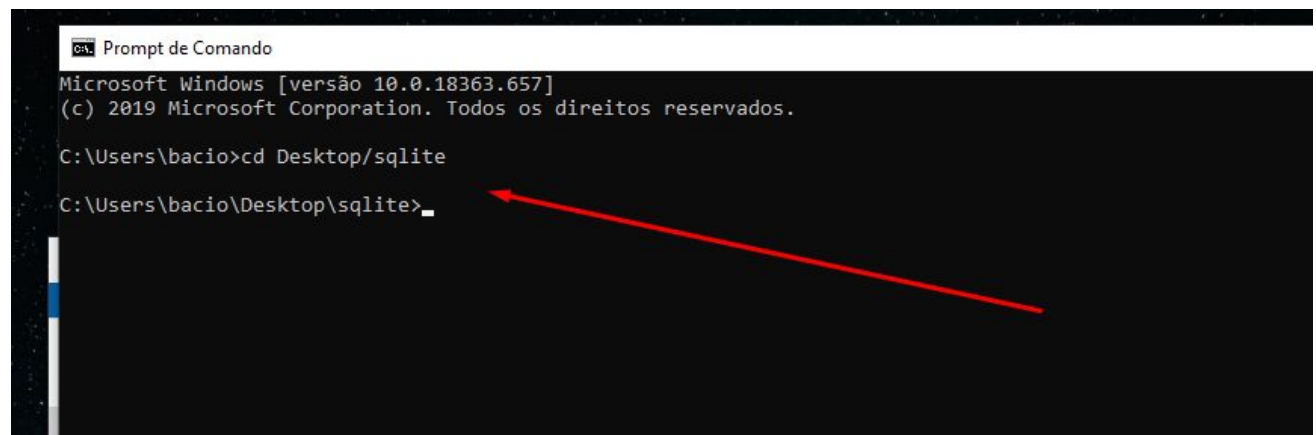 Prompt de Comando
Microsoft Windows [versão 10.0.18363.657]
(c) 2019 Microsoft Corporation. Todos os direitos reservados.
C:\Users\bacio>cd Desktop/sqlite
C:\Users\bacio\Desktop\sqlite>